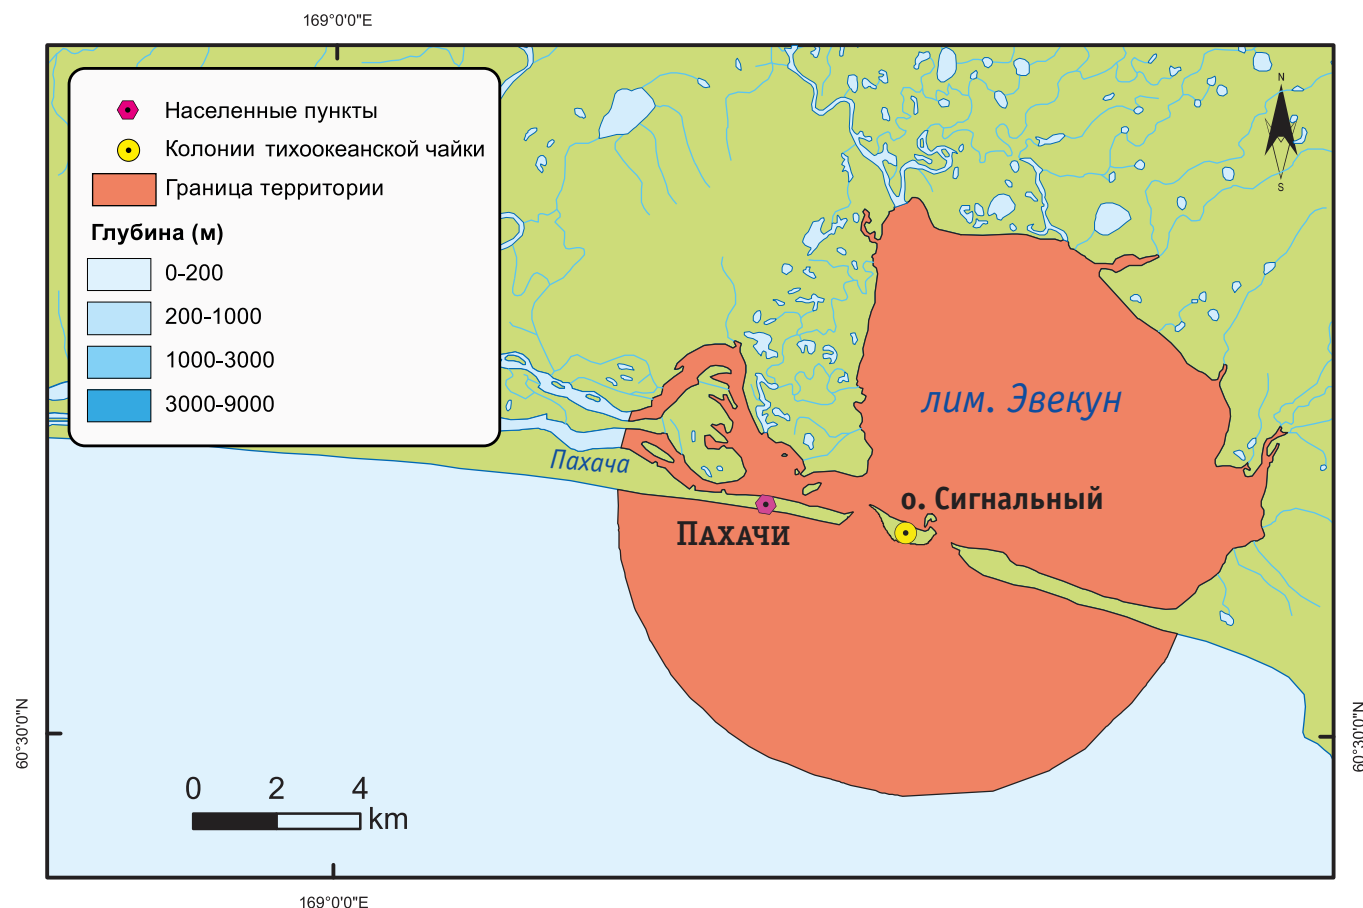 169°0'0"E
Населенные пункты
Колонии тихоокеанской чайки
Граница территории
Глубина (м)
0-200
200-1000
1000-3000
3000-9000
N
S
лим. Эвекун
Пахача
о. Сигнальный
ПАХАЧИ
60°30'0"N
60°30'0"N
0 2 4
km
169°0'0"E